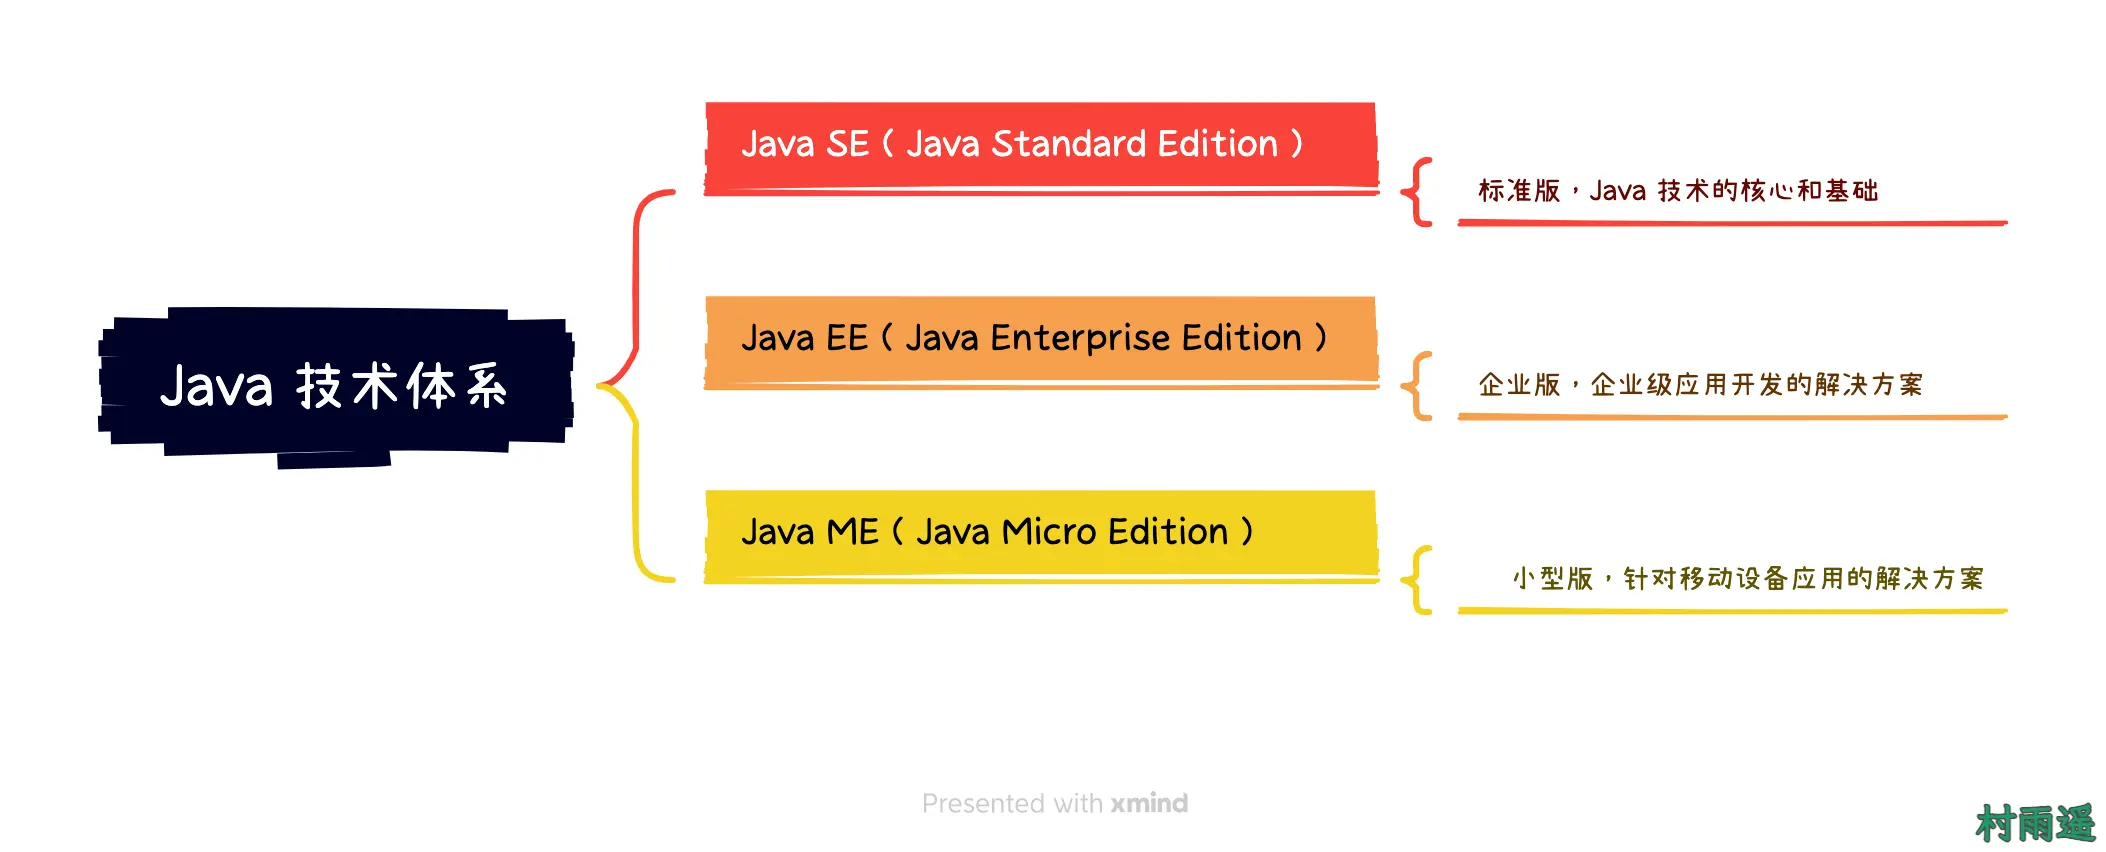 Java 技术体系
Java SE ( Java Standard Edition )
标准版，Java 技术的核心和基础
Java EE ( Java Enterprise Edition )
企业版，企业级应用开发的解决方案
Java ME ( Java Micro Edition )
小型版，针对移动设备应用的解决方案
Presented with xmind
村雨遥